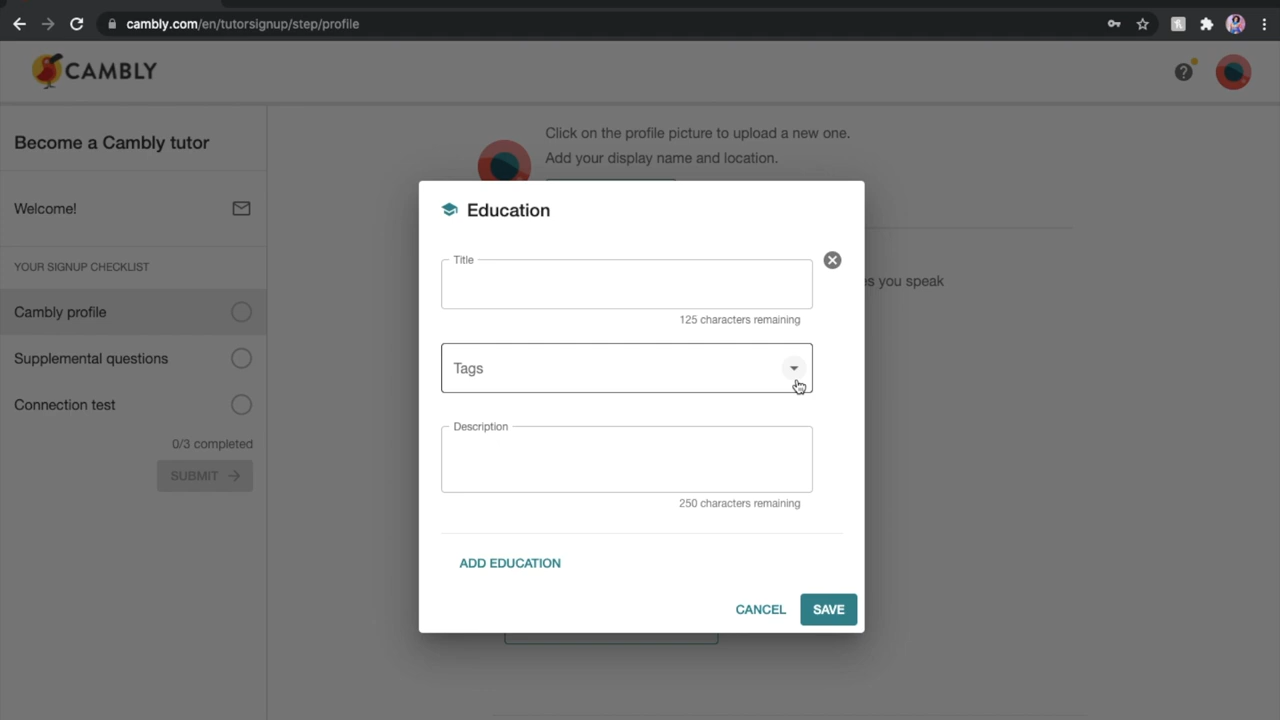 cambly.com/en/tutorsignup/step/profile
CAMBLY
Become a Cambly tutor
Welcome!
YOUR SIGNUP CHECKLIST
Cambly profile
Supplemental questions
Connection test
0/3 completed
SUBMIT
Click on the profile picture to upload a new one.
Add your display name and location.
es you speak
Education
Title
125 characters remaining
Tags
Description
250 characters remaining
ADD EDUCATION
CANCEL
SAVE